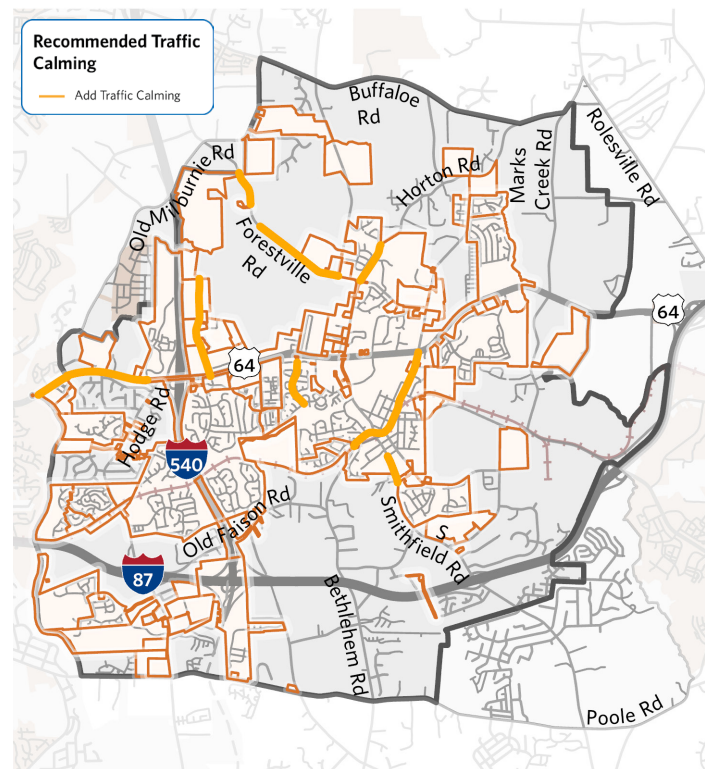 Recommended Traffic
Calming
Add Traffic Calming
Buffaloe
Rd
Rolesville Rd
Marks
Creek Rd
Horton Rd
Old Milburnie Rd
Forestville
Rd
64
64
Hodge Rd
540
Old Faison Rd
S
Smithfield Rd
87
Bethlehem Rd
Poole Rd